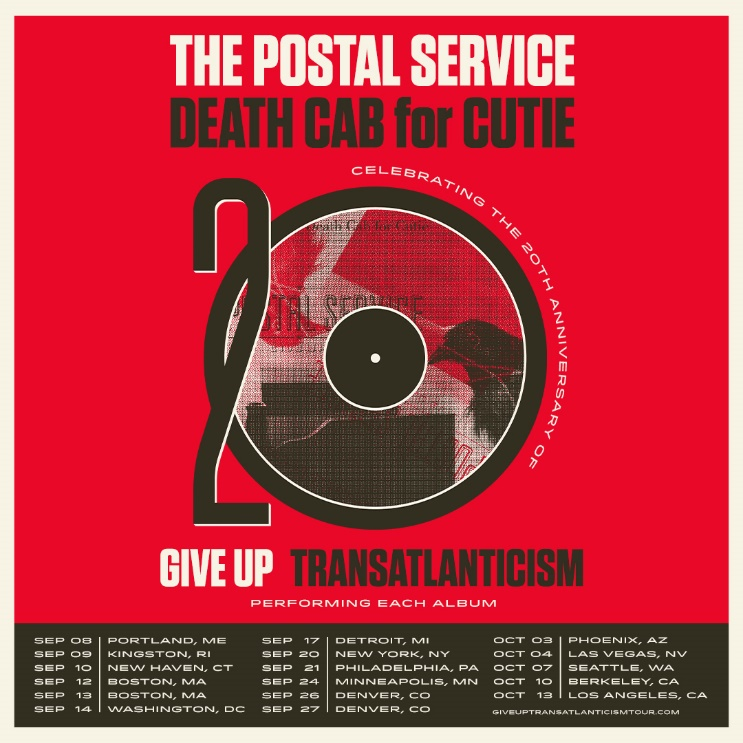 THE POSTAL SERVICE
DEATH CAB for CUTIE
CELEBRATING THE 20TH ANNIVERSARY OF
20
Death Cab for Cutie
POSTAL SERVICE
GIVE UP TRANSATLANTICISM
PERFORMING EACH ALBUM
SEP 08 PORTLAND, ME
SEP 09 KINGSTON, RI
SEP 10 NEW HAVEN, CT
SEP 12 BOSTON, MA
SEP 13 BOSTON, MA
SEP 14 WASHINGTON, DC
SEP 17 DETROIT, MI
SEP 20 NEW YORK, NY
SEP 21 PHILADELPHIA, PA
SEP 24 MINNEAPOLIS, MN
SEP 26 DENVER, CO
SEP 27 DENVER, CO
OCT 03 PHOENIX, AZ
OCT 04 LAS VEGAS, NV
OCT 07 SEATTLE, WA
OCT 10 BERKELEY, CA
OCT 13 LOS ANGELES, CA
GIVEUPTRANSATLANTICISMTOUR.COM